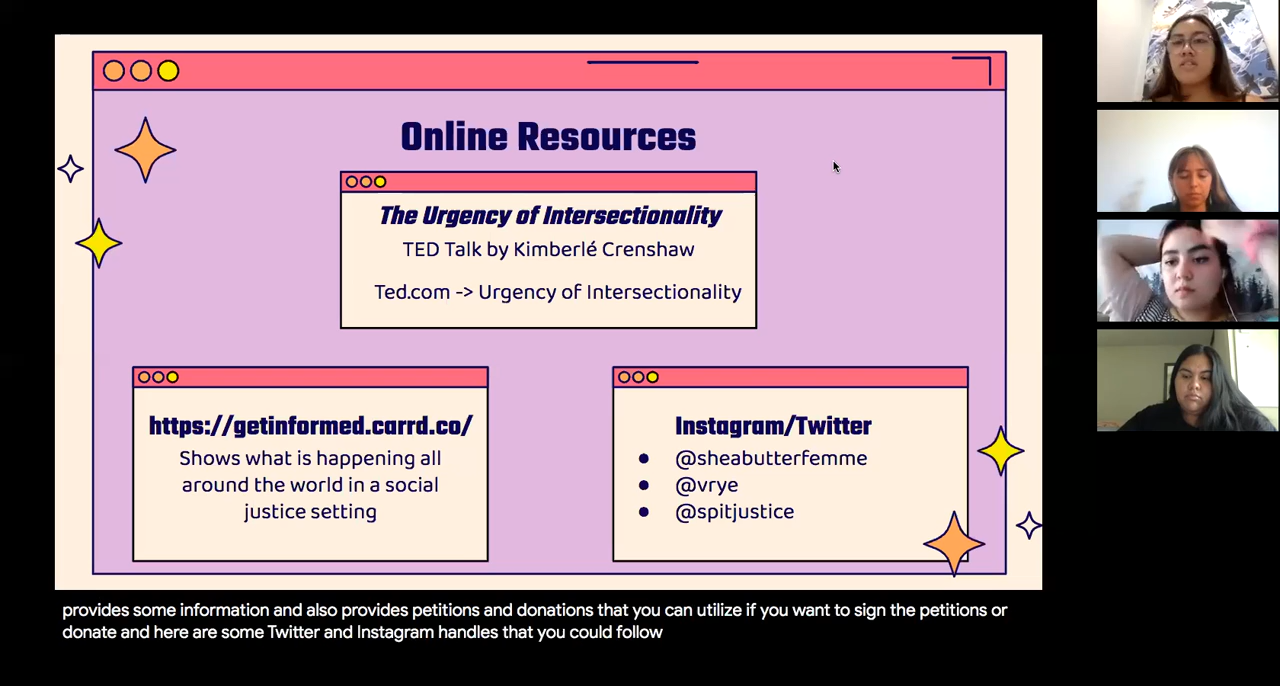 Online Resources
The Urgency of Intersectionality
TED Talk by Kimberlé Crenshaw
Ted.com -> Urgency of Intersectionality
https://getinformed.carrd.co/
Shows what is happening all
around the world in a social
justice setting
Instagram/Twitter
● @sheabutterfemme
● @vrye
● @spitjustice
provides some information and also provides petitions and donations that you can utilize if you want to sign the petitions or
donate and here are some Twitter and Instagram handles that you could follow